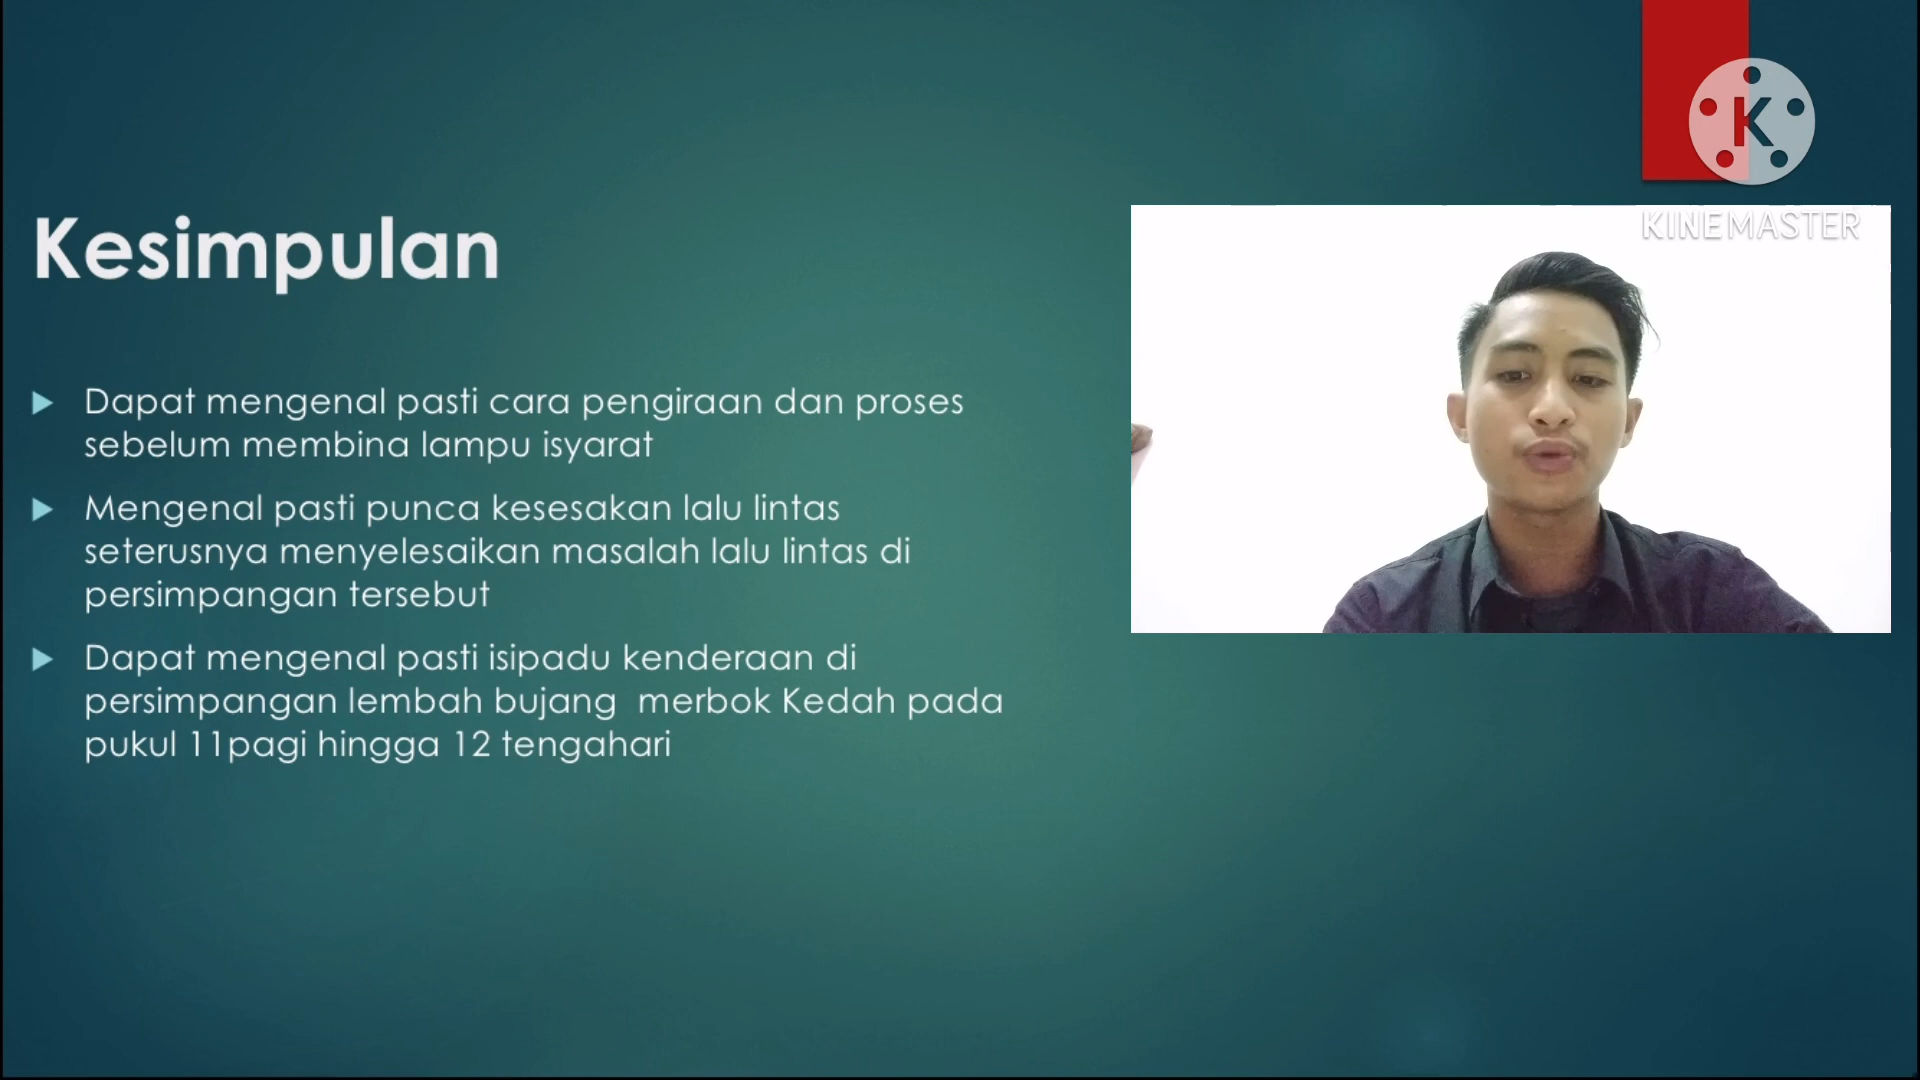 K
KINEMASTER
Kesimpulan
Dapat mengenal pasti cara pengiraan dan proses
sebelum membina lampu isyarat
Mengenal pasti punca kesesakan lalu lintas
seterusnya menyelesaikan masalah lalu lintas di
persimpangan tersebut
Dapat mengenal pasti isipadu kenderaan di
persimpangan lembah bujang  merbok Kedah pada
pukul 11pagi hingga 12 tengahari